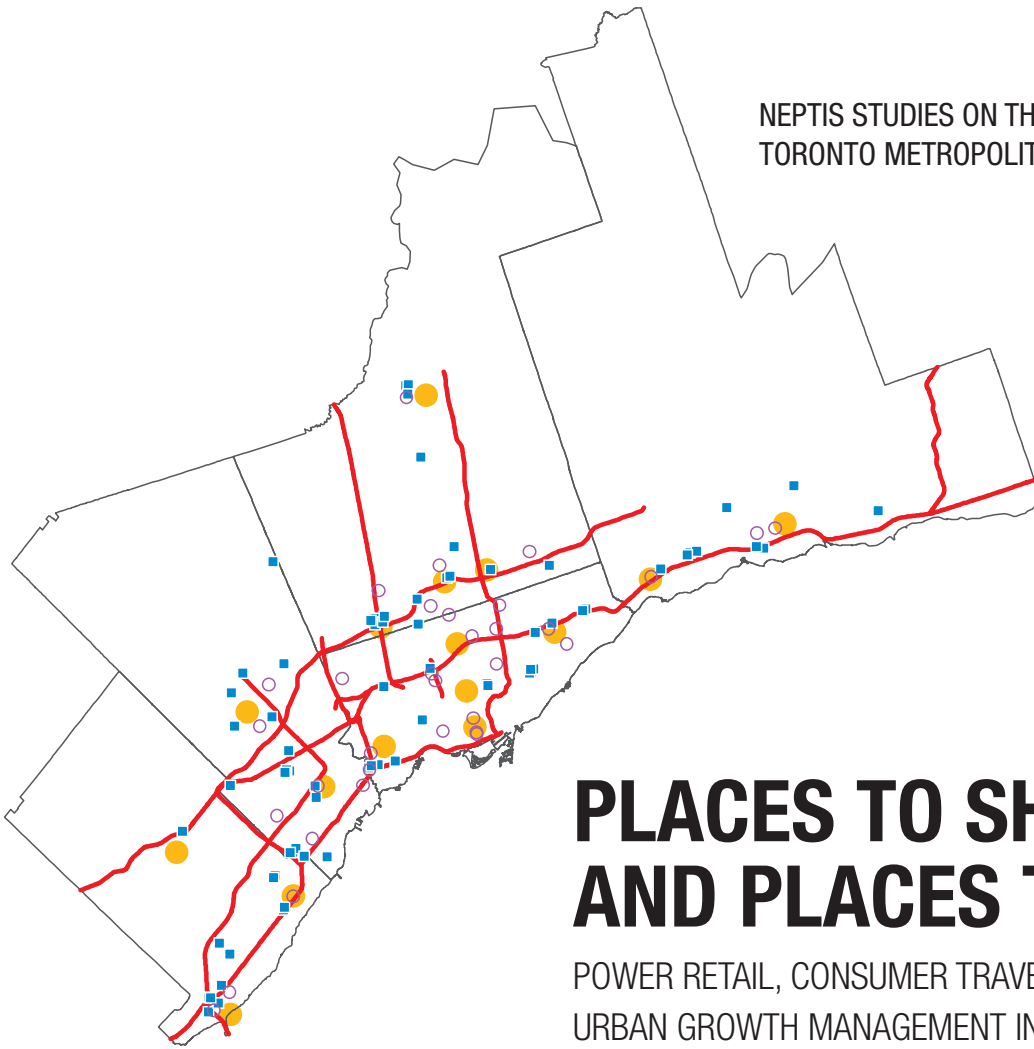 NEPTIS STUDIES ON TH
TORONTO METROPOLIT
PLACES TO SH
AND PLACES T
POWER RETAIL, CONSUMER TRAVE
URBAN GROWTH MANAGEMENT IN